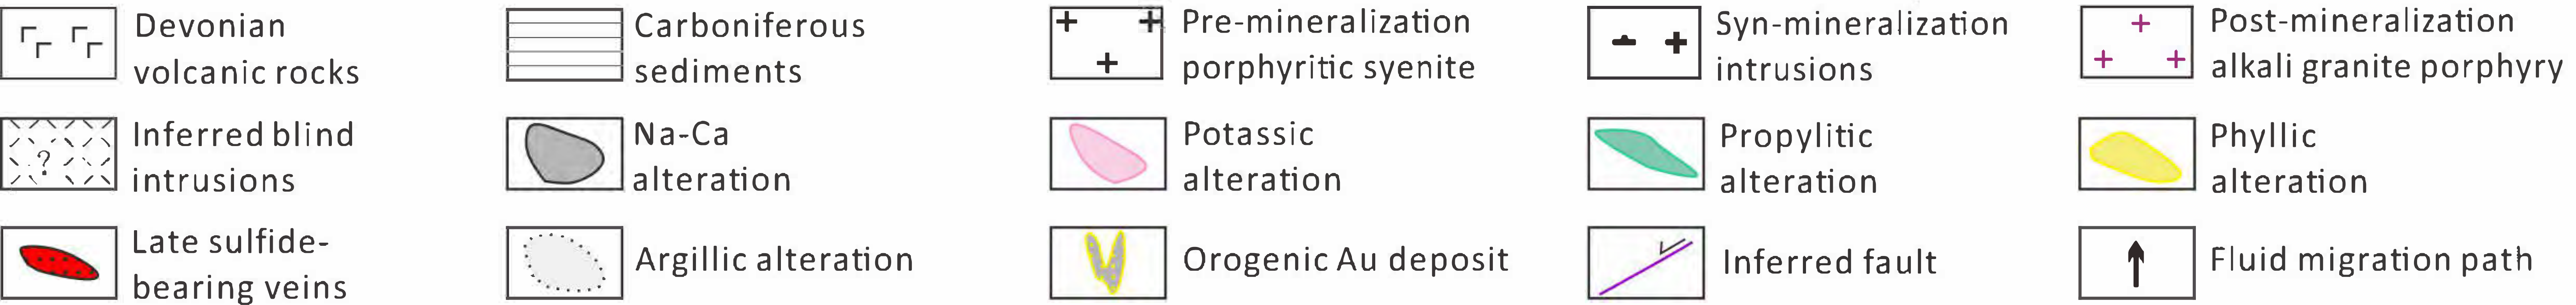 Devonian
volcanic rocks
Carboniferous
sediments
Pre-mineralization
porphyritic syenite
Syn-mineralization
intrusions
Post-mineralization
alkali granite porphyry
?
Inferred blind
intrusions
Na-Ca
alteration
Potassic
alteration
Propylitic
alteration
Phyllic
alteration
Late sulfide-
bearing veins
Argillic alteration
Orogenic Au deposit
Inferred fault
Fluid migration path